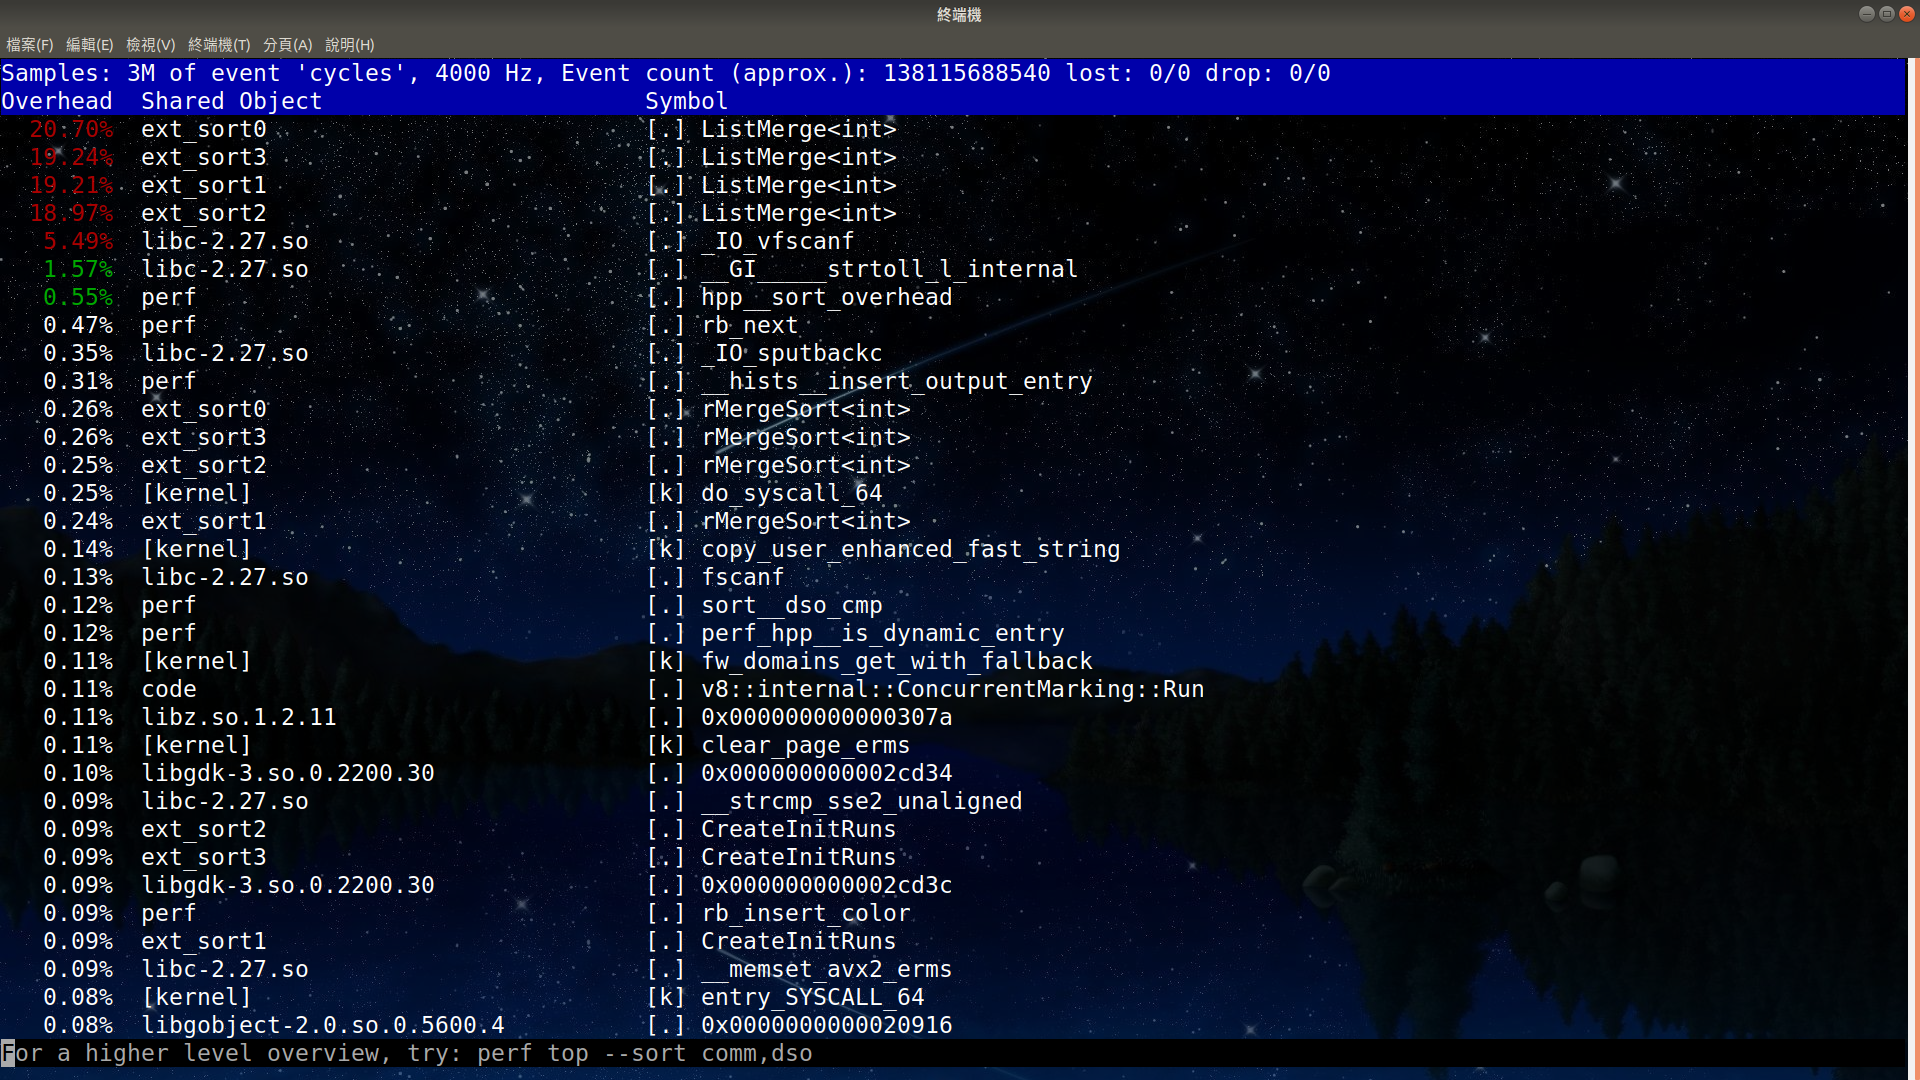 終端機
檔案(F) 編輯(E) 檢視(V) 終端機(T) 分頁(A) 說明(H)
Samples: 3M of event 'cycles', 4000 Hz, Event count (approx.): 138115688540 lost: 0/0 drop: 0/0
Overhead  Shared Object  Symbol
20.70%  ext_sort0  [.] ListMerge<int>
19.24%  ext_sort3  [.] ListMerge<int>
19.21%  ext_sort1  [.] ListMerge<int>
18.97%  ext_sort2  [.] ListMerge<int>
5.49%  libc-2.27.so  [.] _IO_vfscanf
1.57%  libc-2.27.so  [.] __GI_____strtoll_l_internal
0.55%  perf  [.] hpp__sort_overhead
0.47%  perf  [.] rb_next
0.35%  libc-2.27.so  [.] _IO_sputbackc
0.31%  perf  [.] __hists__insert_output_entry
0.26%  ext_sort0  [.] rMergeSort<int>
0.26%  ext_sort3  [.] rMergeSort<int>
0.25%  ext_sort2  [.] rMergeSort<int>
0.25%  [kernel]  [k] do_syscall_64
0.24%  ext_sort1  [.] rMergeSort<int>
0.14%  [kernel]  [k] copy_user_enhanced_fast_string
0.13%  libc-2.27.so  [.] fscanf
0.12%  perf  [.] sort__dso_cmp
0.12%  perf  [.] perf_hpp__is_dynamic_entry
0.11%  [kernel]  [k] fw_domains_get_with_fallback
0.11%  code  [.] v8::internal::ConcurrentMarking::Run
0.11%  libz.so.1.2.11  [.] 0x000000000000307a
0.11%  [kernel]  [k] clear_page_erms
0.10%  libgdk-3.so.0.2200.30  [.] 0x000000000002cd34
0.09%  libc-2.27.so  [.] __strcmp_sse2_unaligned
0.09%  ext_sort2  [.] CreateInitRuns
0.09%  ext_sort3  [.] CreateInitRuns
0.09%  libgdk-3.so.0.2200.30  [.] 0x000000000002cd3c
0.09%  perf  [.] rb_insert_color
0.09%  ext_sort1  [.] CreateInitRuns
0.09%  libc-2.27.so  [.] __memset_avx2_erms
0.08%  [kernel]  [k] entry_SYSCALL_64
0.08%  libgobject-2.0.so.0.5600.4  [.] 0x0000000000020916
For a higher level overview, try: perf top --sort comm,dso